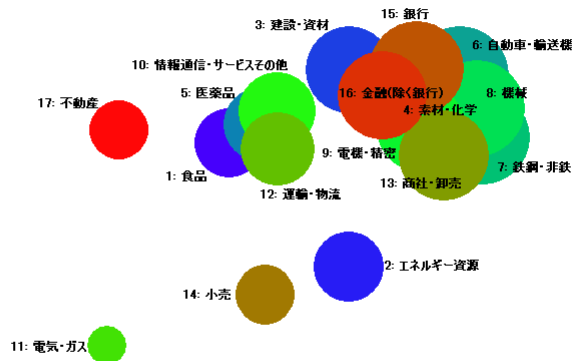 15: 銀行
3: 建設・資材
6: 自動車・輸送機
10: 情報通信・サービスその他
5: 医薬品
16: 金融(除く銀行)
8: 機械
17: 不動産
4: 素材・化学
9: 電機・精密
7: 鉄鋼・非鉄
1: 食品
13: 商社・卸売
12: 運輸・物流
2: エネルギー資源
14: 小売
11: 電気・ガス